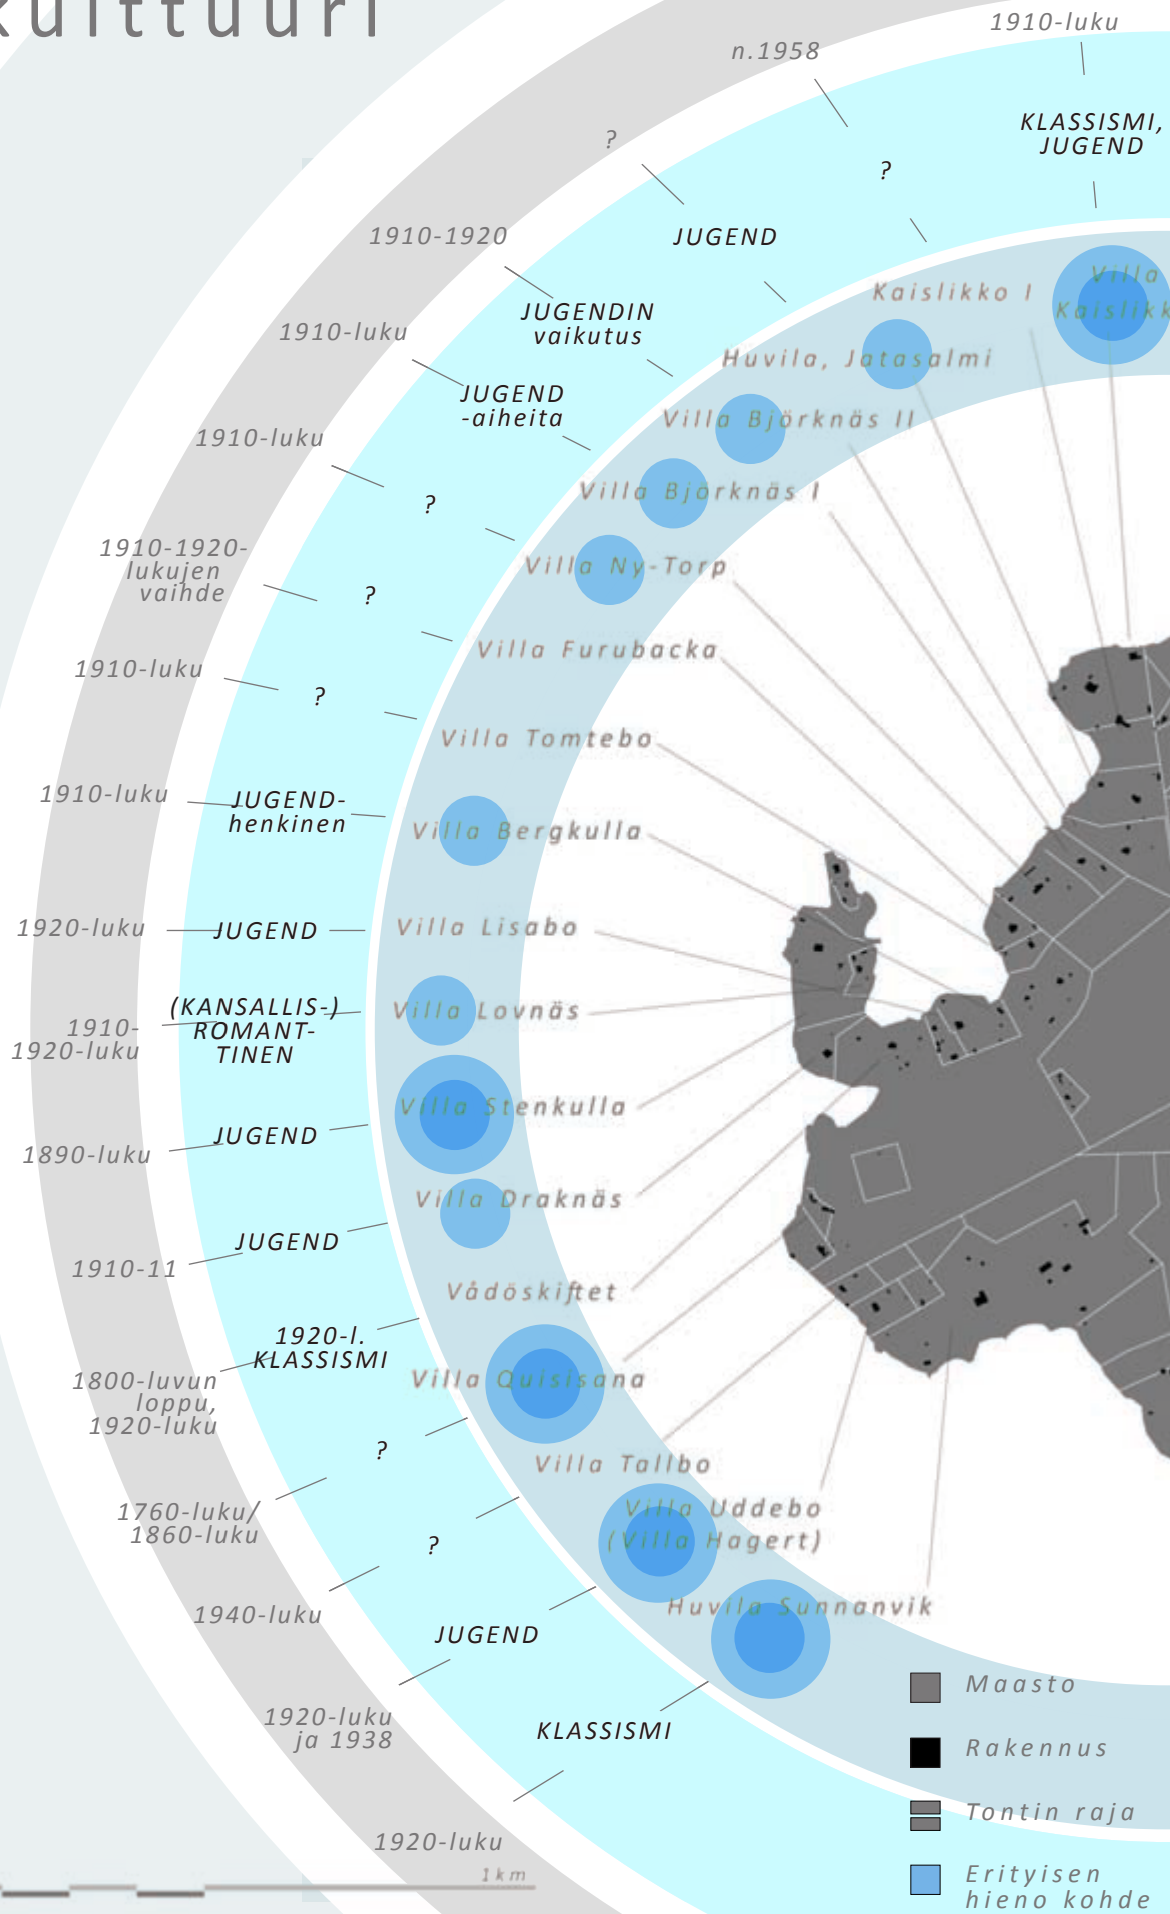 kulttuuri
1910-luku
n.1958
?
1910-1920
1910-luku
1910-luku
1910-1920-
lukujen
vaihde
1910-luku
1910-luku
1920-luku
1910-
1920-luku
1890-luku
1910-11
1800-luvun
loppu,
1920-luku
1760-luku/
1860-luku
1940-luku
1920-luku
ja 1938
1920-luku
KLASSISMI,
JUGEND
?
JUGEND
JUGENDIN
vaikutus
JUGEND
-aiheita
?
?
?
JUGEND-
henkinen
JUGEND
(KANSALLIS-)
ROMANT-
TINEN
JUGEND
JUGEND
1920-l.
KLASSISMI
?
?
JUGEND
KLASSISMI
Villa
Kaislikk
Kaislikko I
Huvila, Jatasalmi
Villa Björknäs II
Villa Björknäs I
Villa Ny-Torp
Villa Furubacka
Villa Tomtebo
Villa Bergkulla
Villa Lisabo
Villa Lovnäs
Villa Stenkulla
Villa Draknäs
Vådöskiftet
Villa Quisisana
Villa Tallbo
Villa Uddebo
(Villa Hagert)
Huvila Sunnanvik
Maasto
Rakennus
Tontin raja
Erityisen
hieno kohde
1 km